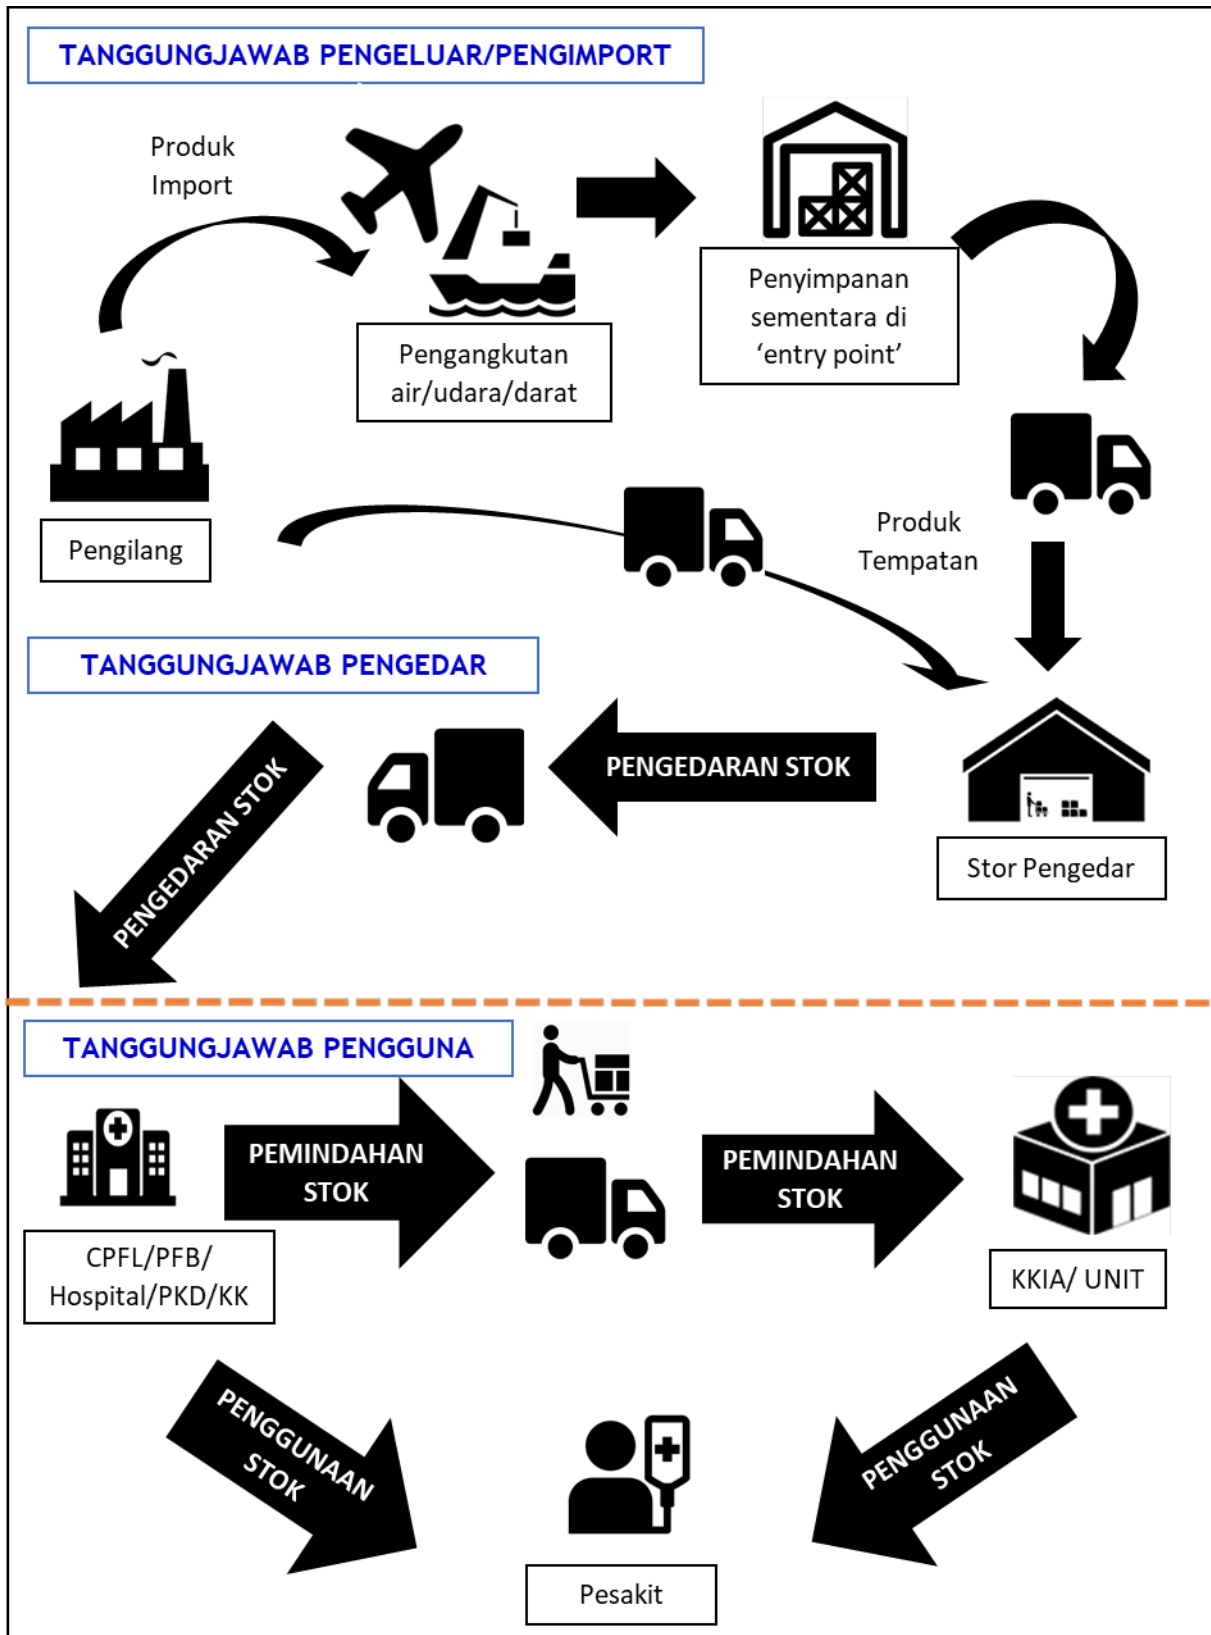 TANGGUNGJAWAB PENGELUAR/PENGIMPORT
Produk
Import
Pengangkutan
air/udara/darat
Penyimpanan
sementara di
‘entry point’
Pengilang
Produk
Tempatan
TANGGUNGJAWAB PENGEDAR
PENGEDARAN STOK
PENGEDARAN STOK
Stor Pengedar
TANGGUNGJAWAB PENGGUNA
PEMINDAHAN
STOK
PEMINDAHAN
STOK
CPFL/PFB/
Hospital/PKD/KK
KKIA/ UNIT
PENGGUNAAN
STOK
PENGGUNAAN
STOK
Pesakit